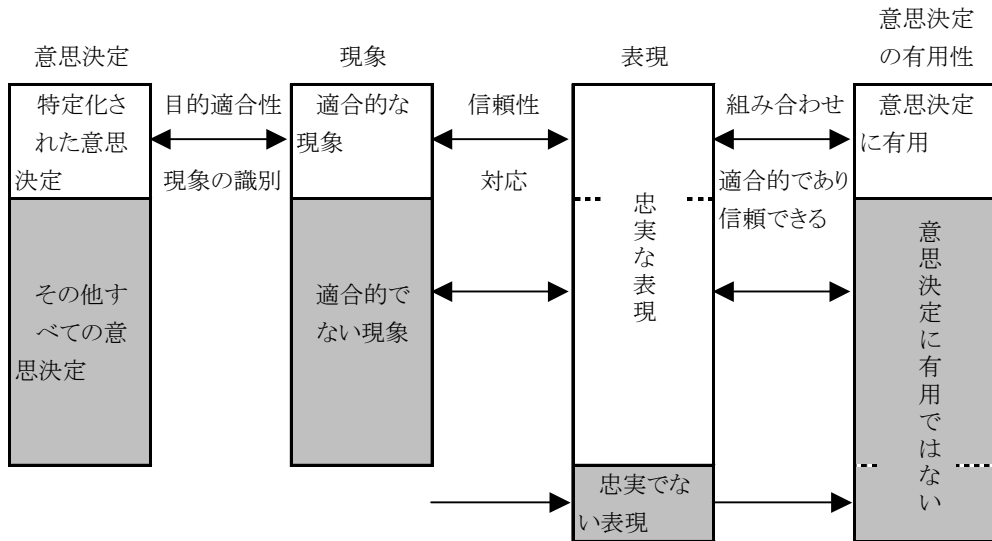 意思決定
現象
表現
意思決定
の有用性
特定化さ
れた意思
決定
目的適合性
現象の識別
適合的な
現象
信頼性
対応
忠実な表現
組み合わせ
適合的であり
信頼できる
意思決定
に有用
その他す
べての意
思決定
適合的で
ない現象
意思決定に有用ではない
忠実でな
い表現